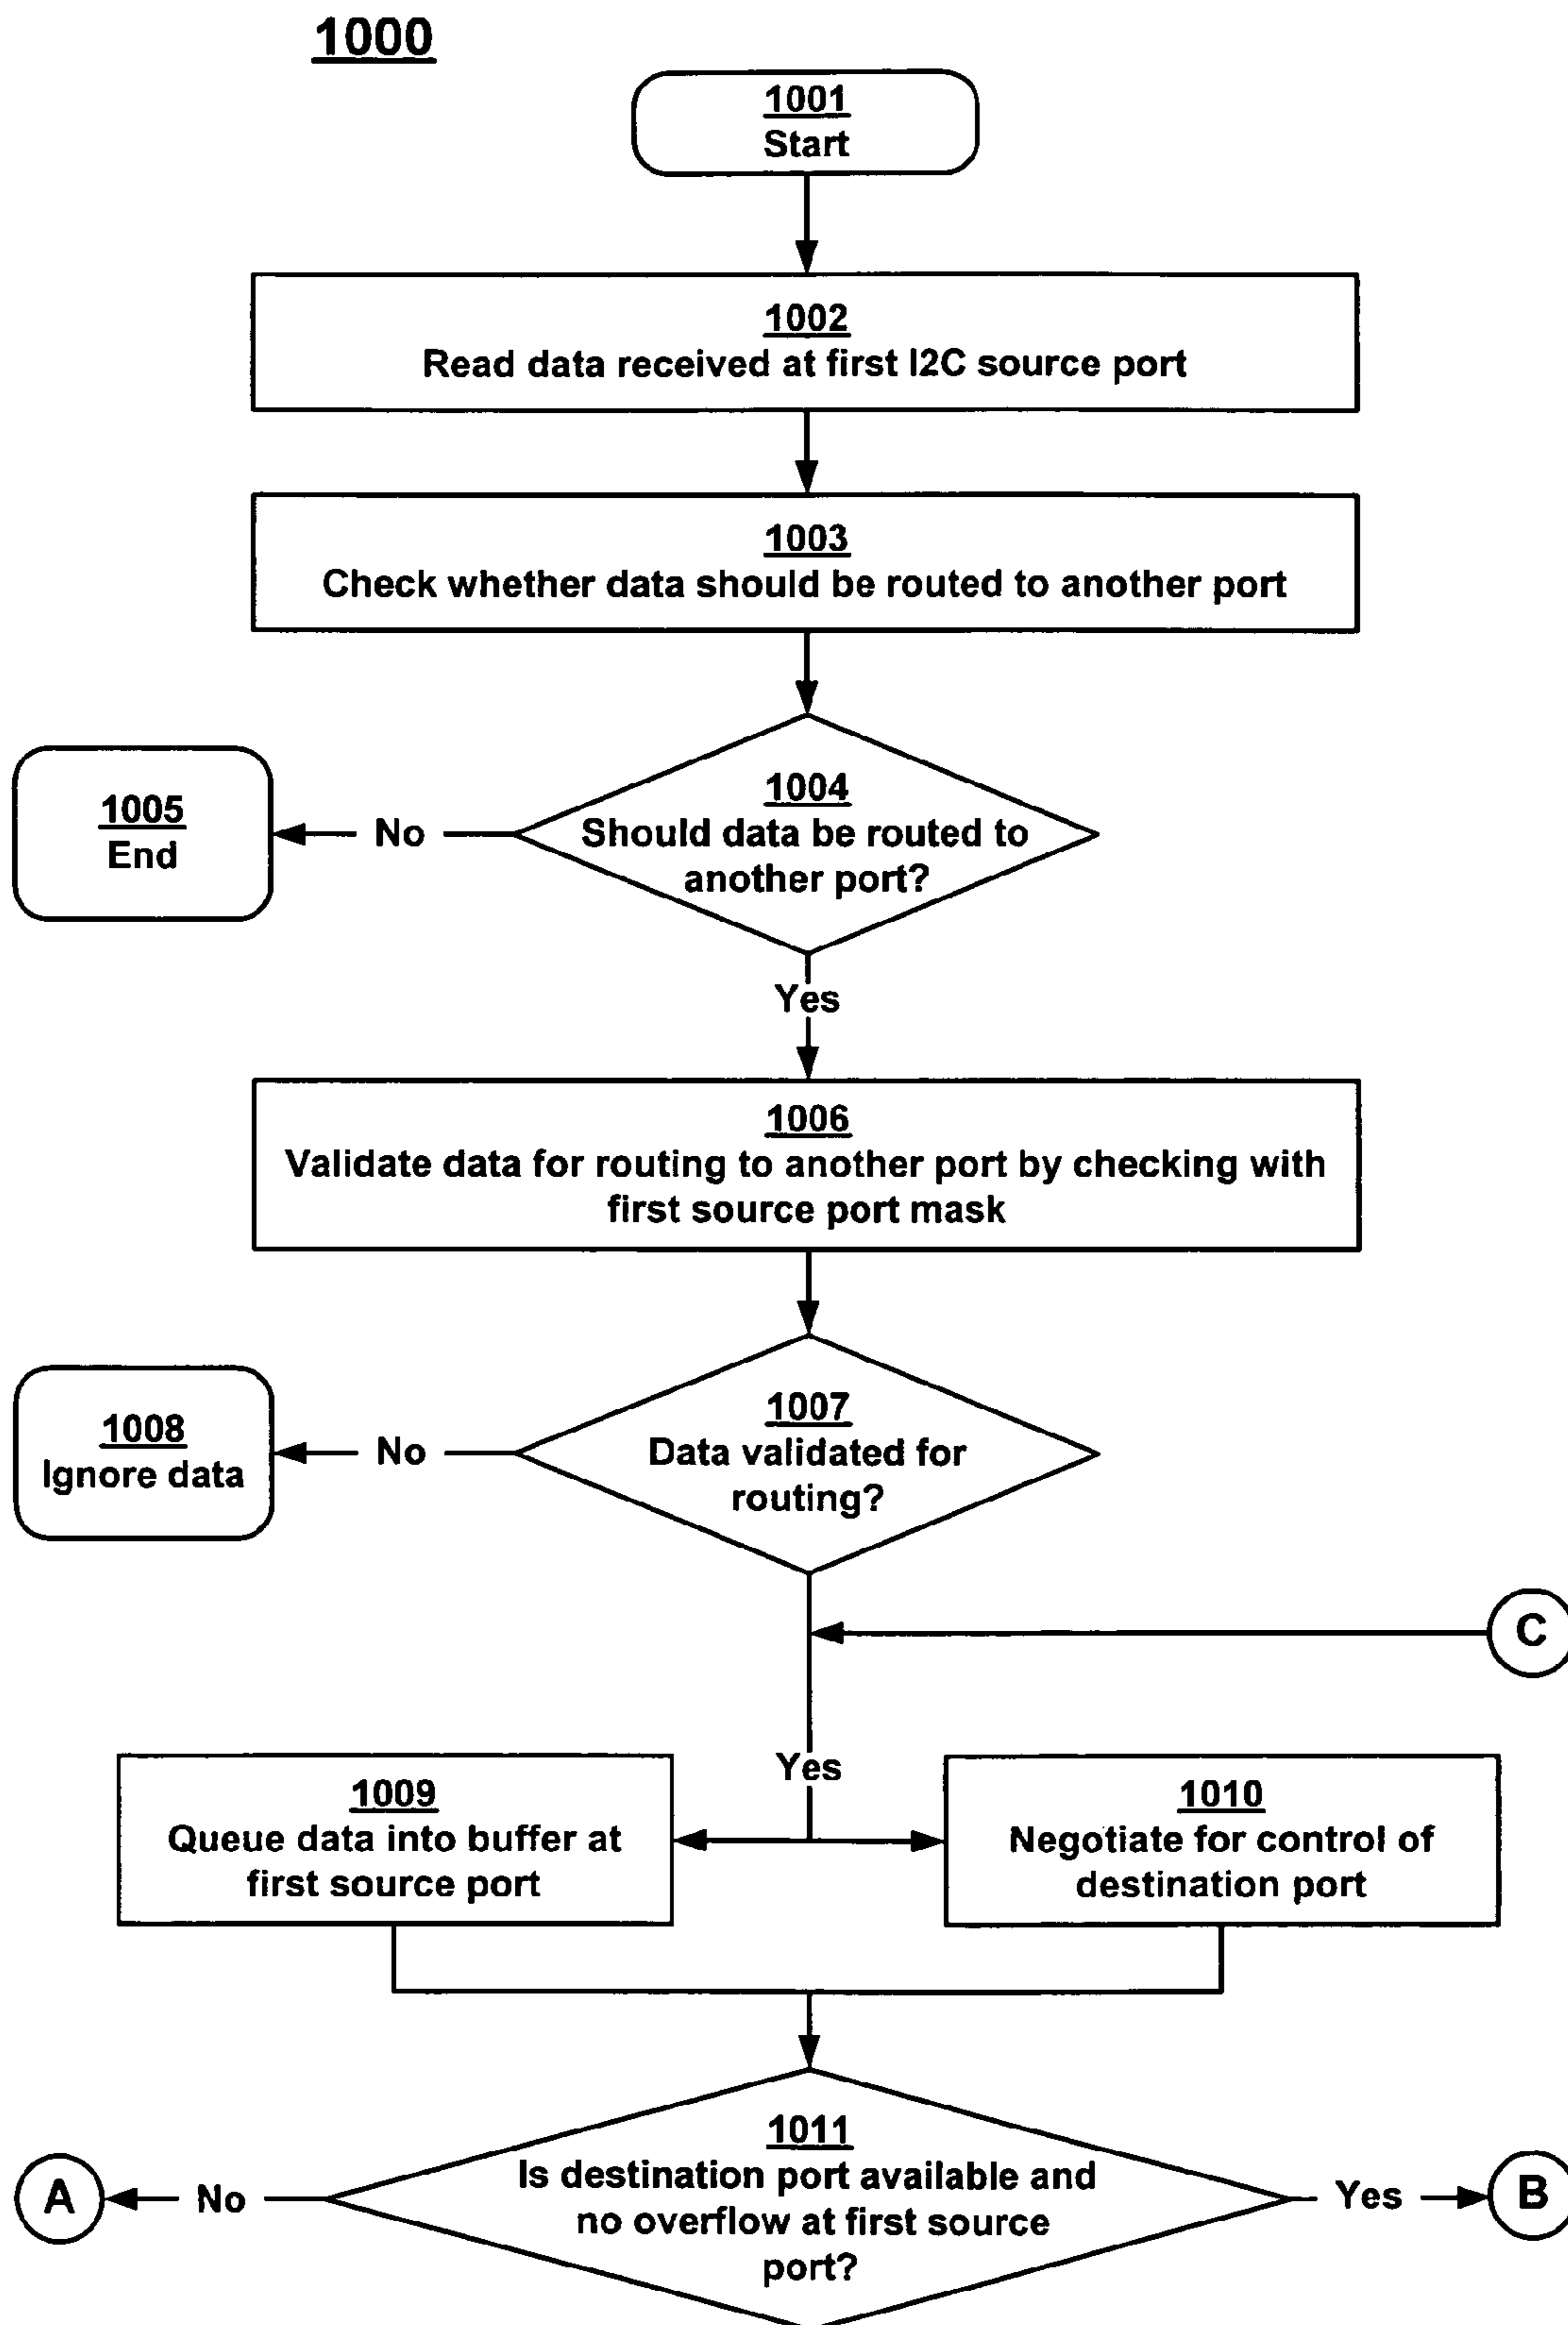 1000
1001
Start
1002
Read data received at first I2C source port
1003
Check whether data should be routed to another port
1004
Should data be routed to
another port?
No
1005
End
Yes
1006
Validate data for routing to another port by checking with
first source port mask
1007
Data validated for
routing?
No
1008
Ignore data
C
Yes
1009
Queue data into buffer at
first source port
1010
Negotiate for control of
destination port
1011
Is destination port available and
no overflow at first source
port?
No
A
Yes
B